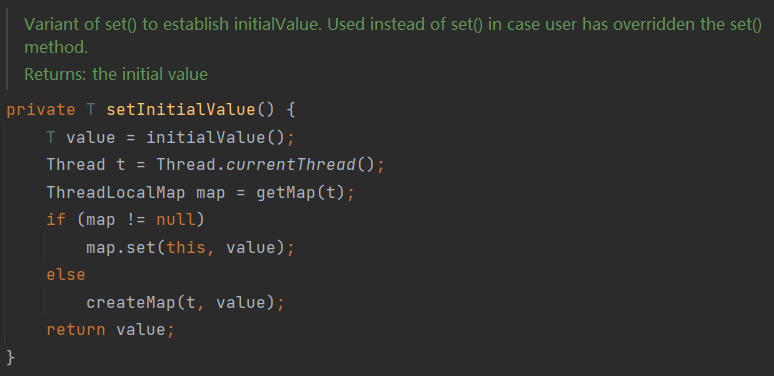 Variant of set() to establish initialValue. Used instead of set() in case user has overridden the set()
method.
Returns: the initial value
private T setInitialValue() {
    T value = initialValue();
    Thread t = Thread.currentThread();
    ThreadLocalMap map = getMap(t);
    if (map != null)
        map.set(this, value);
    else
        createMap(t, value);
    return value;
}